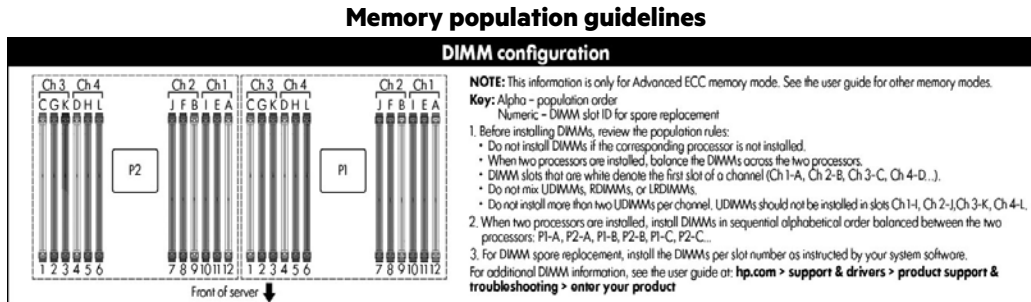 Memory population guidelines
DIMM configuration
Ch 3 Ch 4 Ch 2 Ch 1 Ch 3 Ch 4 Ch 2 Ch 1
C G K D H L J F B I E A C G K D H L J F B I E A
P2 P1
1 2 3 4 5 6 7 8 9 10 11 12 1 2 3 4 5 6 7 8 9 10 11 12
Front of server
NOTE: This information is only for Advanced ECC memory mode. See the user guide for other memory modes.
Key: Alpha - population order
Numeric - DIMM slot ID for spare replacement
1. Before installing DIMMs, review the population rules:
• Do not install DIMMs if the corresponding processor is not installed.
• When two processors are installed, balance the DIMMs across the two processors.
• DIMM slots that are white denote the first slot of a channel (Ch 1-A, Ch 2-B, Ch 3-C, Ch 4-D...).
• Do not mix UDIMMs, RDIMMs, or LRDIMMs.
• Do not install more than two UDIMMs per channel. UDIMMs should not be installed in slots Ch 1-I, Ch 2-J,Ch 3-K, Ch 4-L.
2. When two processors are installed, install DIMMs in sequential alphabetical order balanced between the two
processors: P1-A, P2-A, P1-B, P2-B, P1-C, P2-C...
3. For DIMM spare replacement, install the DIMMs per slot number as instructed by your system software.
For additional DIMM information, see the user guide at: hp.com > support & drivers > product support &
troubleshooting > enter your product